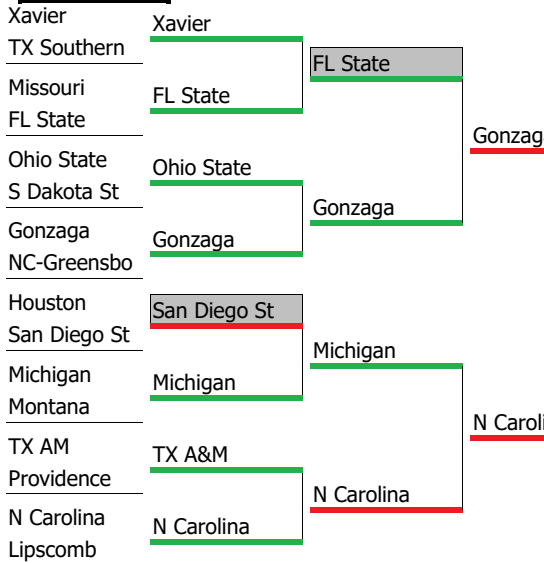 Xavier
TX Southern
Missouri
FL State
Ohio State
S Dakota St
Gonzaga
NC-Greensbo
Houston
San Diego St
Michigan
Montana
TX AM
Providence
N Carolina
Lipscomb
Xavier
FL State
Ohio State
Gonzaga
San Diego St
Michigan
TX A&M
N Carolina
FL State
Gonzaga
Michigan
N Carolina
Gonzag
N Caroli